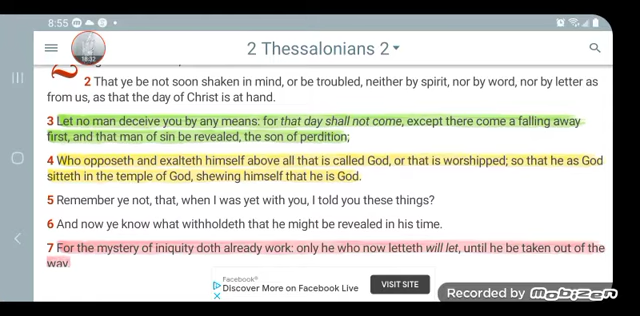 8:55
2 Thessalonians 2
18:32
2 That ye be not soon shaken in mind, or be troubled, neither by spirit, nor by word, nor by letter as
from us, as that the day of Christ is at hand.
3 Let no man deceive you by any means: for that day shall not come, except there come a falling away
first, and that man of sin be revealed, the son of perdition;
4 Who opposeth and exalteth himself above all that is called God, or that is worshipped; so that he as God
sitteth in the temple of God, shewing himself that he is God.
5 Remember ye not, that, when I was yet with you, I told you these things?
6 And now ye know what withholdeth that he might be revealed in his time.
7 For the mystery of iniquity doth already work: only he who now letteth will let, until he be taken out of the
way.
Facebook®
Discover More on Facebook Live
VISIT SITE
Recorded by Mobizen